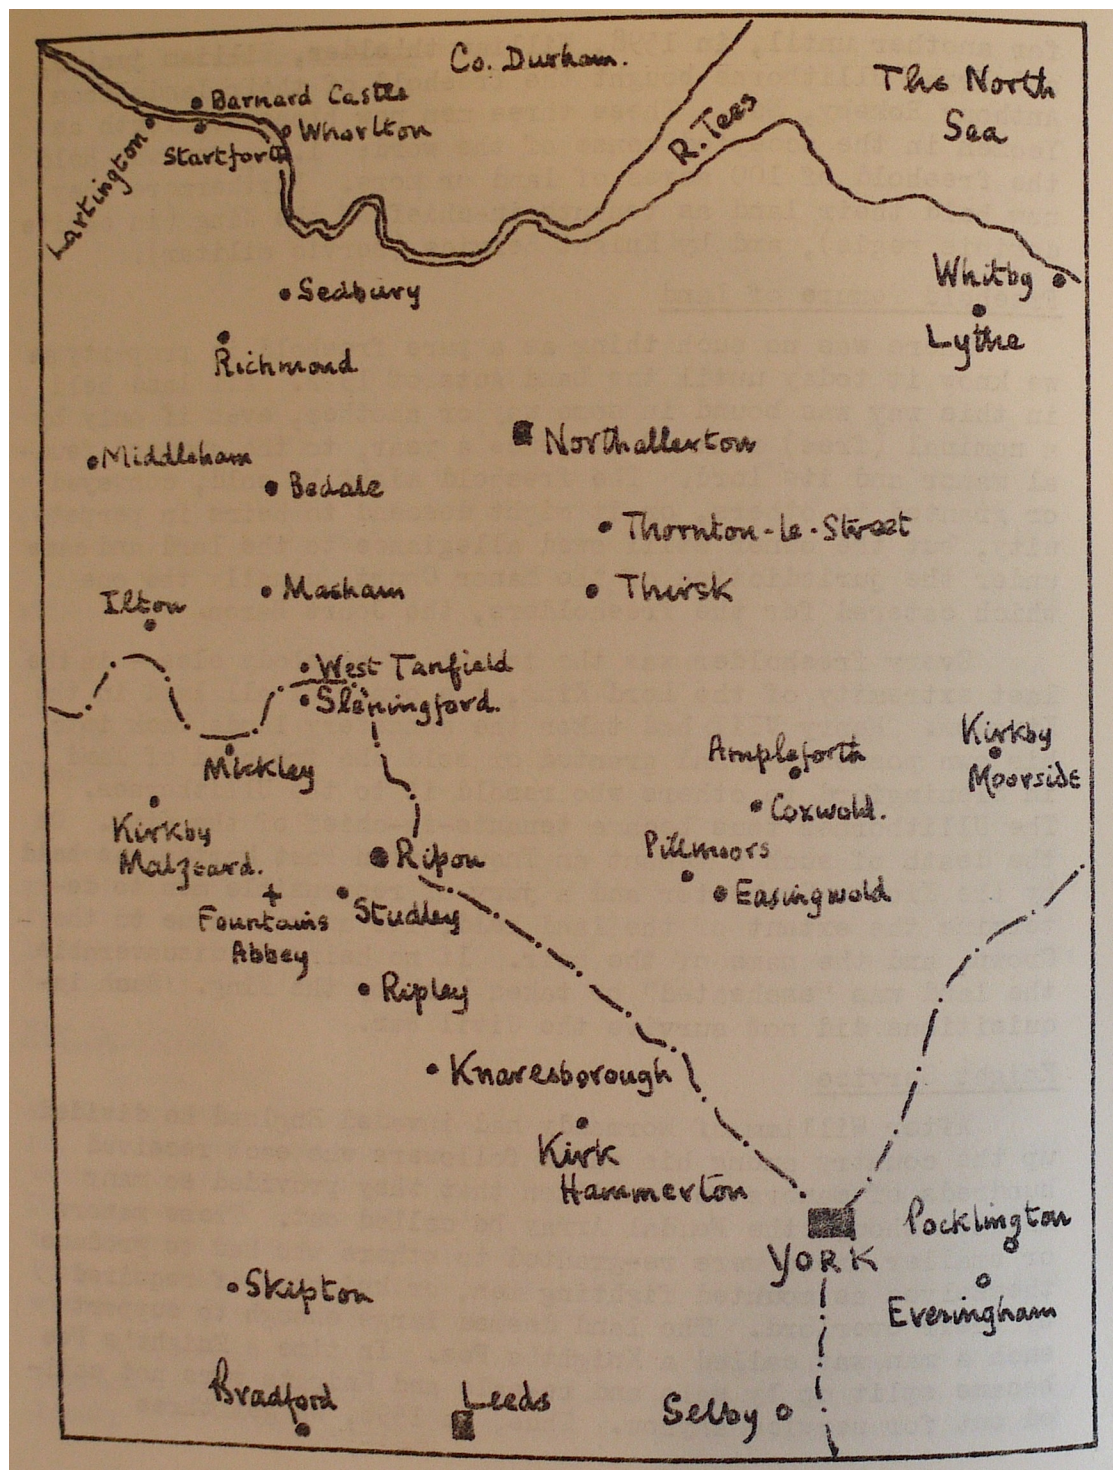 Co. Durham.
The North
Sea
Barnard Castle
Whorlton
Startforth
Lartington
R. Tees
Sedbury
Whitby
Lythe
Richmond
Northallerton
Middleham
Bedale
Thornton-le-Street
Ilton
Masham
Thirsk
West Tanfield
Sleningford.
Mickley
Ampleforth
Kirkby
Moorside
Coxwold.
Kirkby
Malzeard.
Pillmoors
Ripon
Easingwold
Studley
Fountains
Abbey
Ripley
Knaresborough
Kirk
Hammerton
YORK
Pocklington
Everingham
Skipton
Bradford
Leeds
Selby